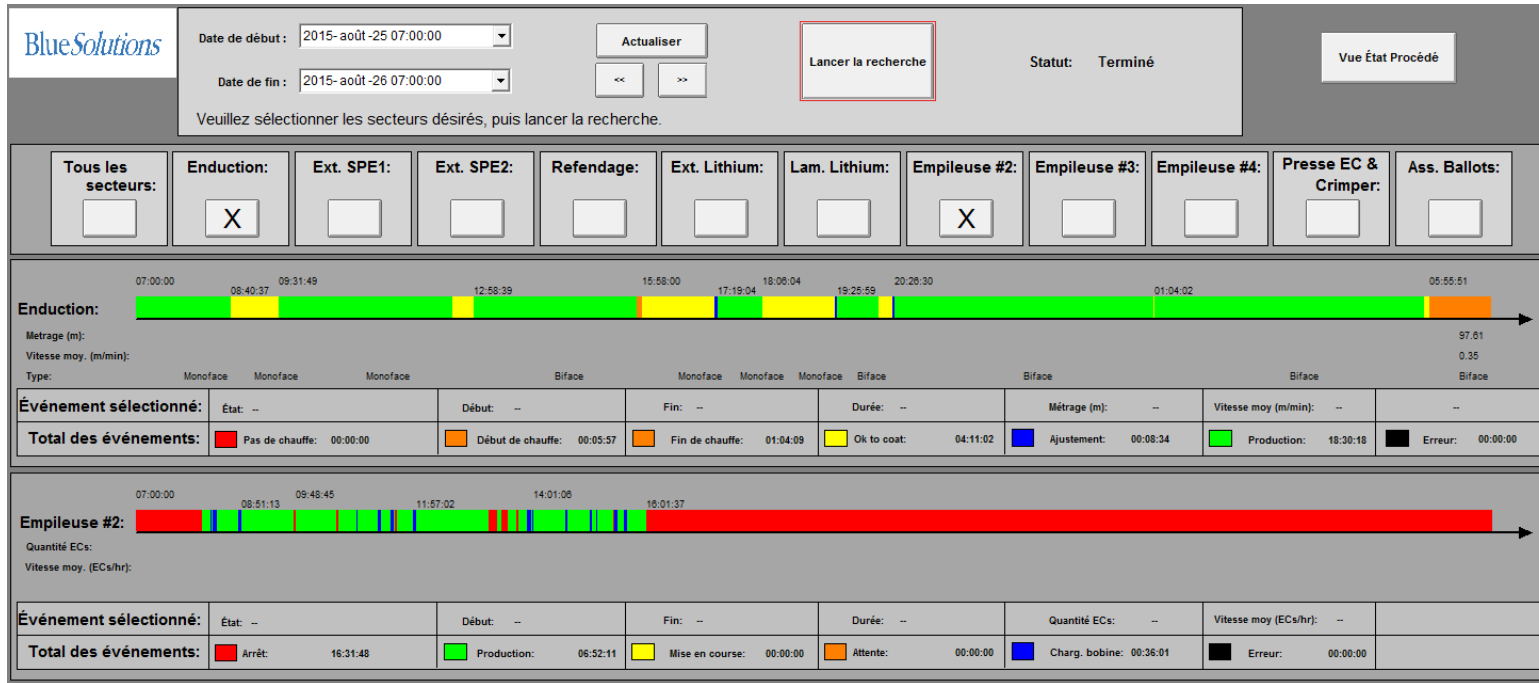 BlueSolutions
Date de début : 2015- août -25 07:00:00
Actualiser
Lancer la recherche
Statut: Terminé
Vue État Procédé
Date de fin : 2015- août -26 07:00:00
<< >>
Veuillez sélectionner les secteurs désirés, puis lancer la recherche.
Tous les secteurs:
Enduction: X
Ext. SPE1:
Ext. SPE2:
Refendage:
Ext. Lithium:
Lam. Lithium:
Empileuse #2: X
Empileuse #3:
Empileuse #4:
Presse EC & Crimper:
Ass. Ballots:
07:00:00 09:31:49 15:58:00 18:06:04 20:26:30 05:55:51
08:40:37 12:58:39 17:19:04 19:25:59 01:04:02
Enduction:
Metrage (m): 97.61
Vitesse moy. (m/min): 0.35
Type: Monoface Monoface Monoface Biface Monoface Monoface Monoface Biface Biface Biface Biface
Événement sélectionné: État: -- Début: -- Fin: -- Durée: -- Métrage (m): -- Vitesse moy (m/min): -- --
Total des événements: Pas de chauffe: 00:00:00 Début de chauffe: 00:05:57 Fin de chauffe: 01:04:09 Ok to coat: 04:11:02 Ajustement: 00:08:34 Production: 18:30:18 Erreur: 00:00:00
07:00:00 09:48:45 14:01:06
08:51:13 11:57:02 16:01:37
Empileuse #2:
Quantité ECs:
Vitesse moy. (ECs/hr):
Événement sélectionné: État: -- Début: -- Fin: -- Durée: -- Quantité ECs: -- Vitesse moy (ECs/hr): --
Total des événements: Arrêt: 16:31:48 Production: 06:52:11 Mise en course: 00:00:00 Attente: 00:00:00 Charg. bobine: 00:36:01 Erreur: 00:00:00